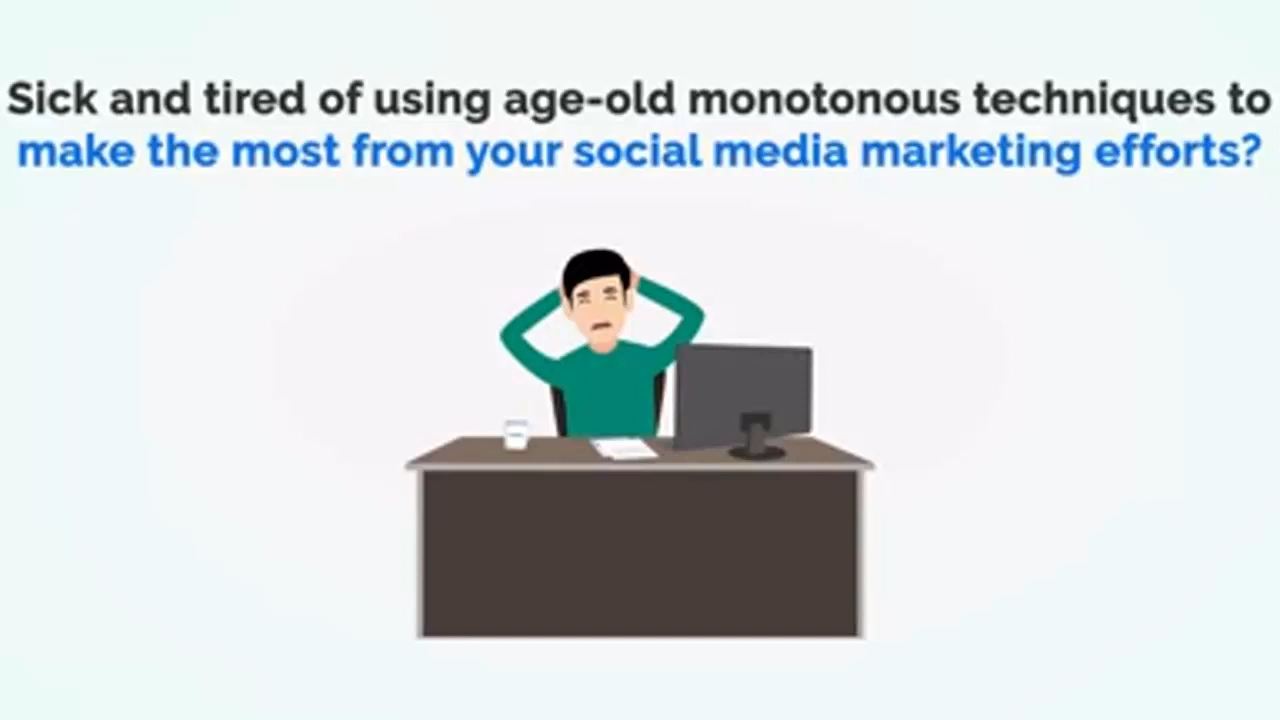 Sick and tired of using age-old monotonous techniques to
make the most from your social media marketing efforts?